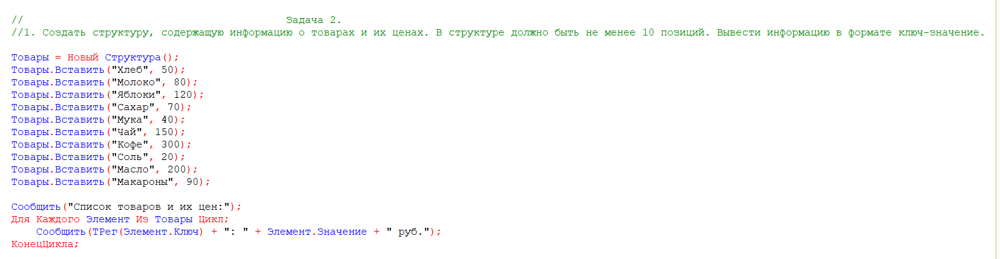 // Задача 2.
//1. Создать структуру, содержащую информацию о товарах и их ценах. В структуре должно быть не менее 10 позиций. Вывести информацию в формате ключ-значение.
Товары = Новый Структура();
Товары.Вставить("Хлеб", 50);
Товары.Вставить("Молоко", 80);
Товары.Вставить("Яблоки", 120);
Товары.Вставить("Сахар", 70);
Товары.Вставить("Мука", 40);
Товары.Вставить("Чай", 150);
Товары.Вставить("Кофе", 300);
Товары.Вставить("Соль", 20);
Товары.Вставить("Масло", 200);
Товары.Вставить("Макароны", 90);
Сообщить("Список товаров и их цен:");
Для Каждого Элемент Из Товары Цикл;
    Сообщить(ТРег(Элемент.Ключ) + ": " + Элемент.Значение + " руб.");
КонецЦикла;